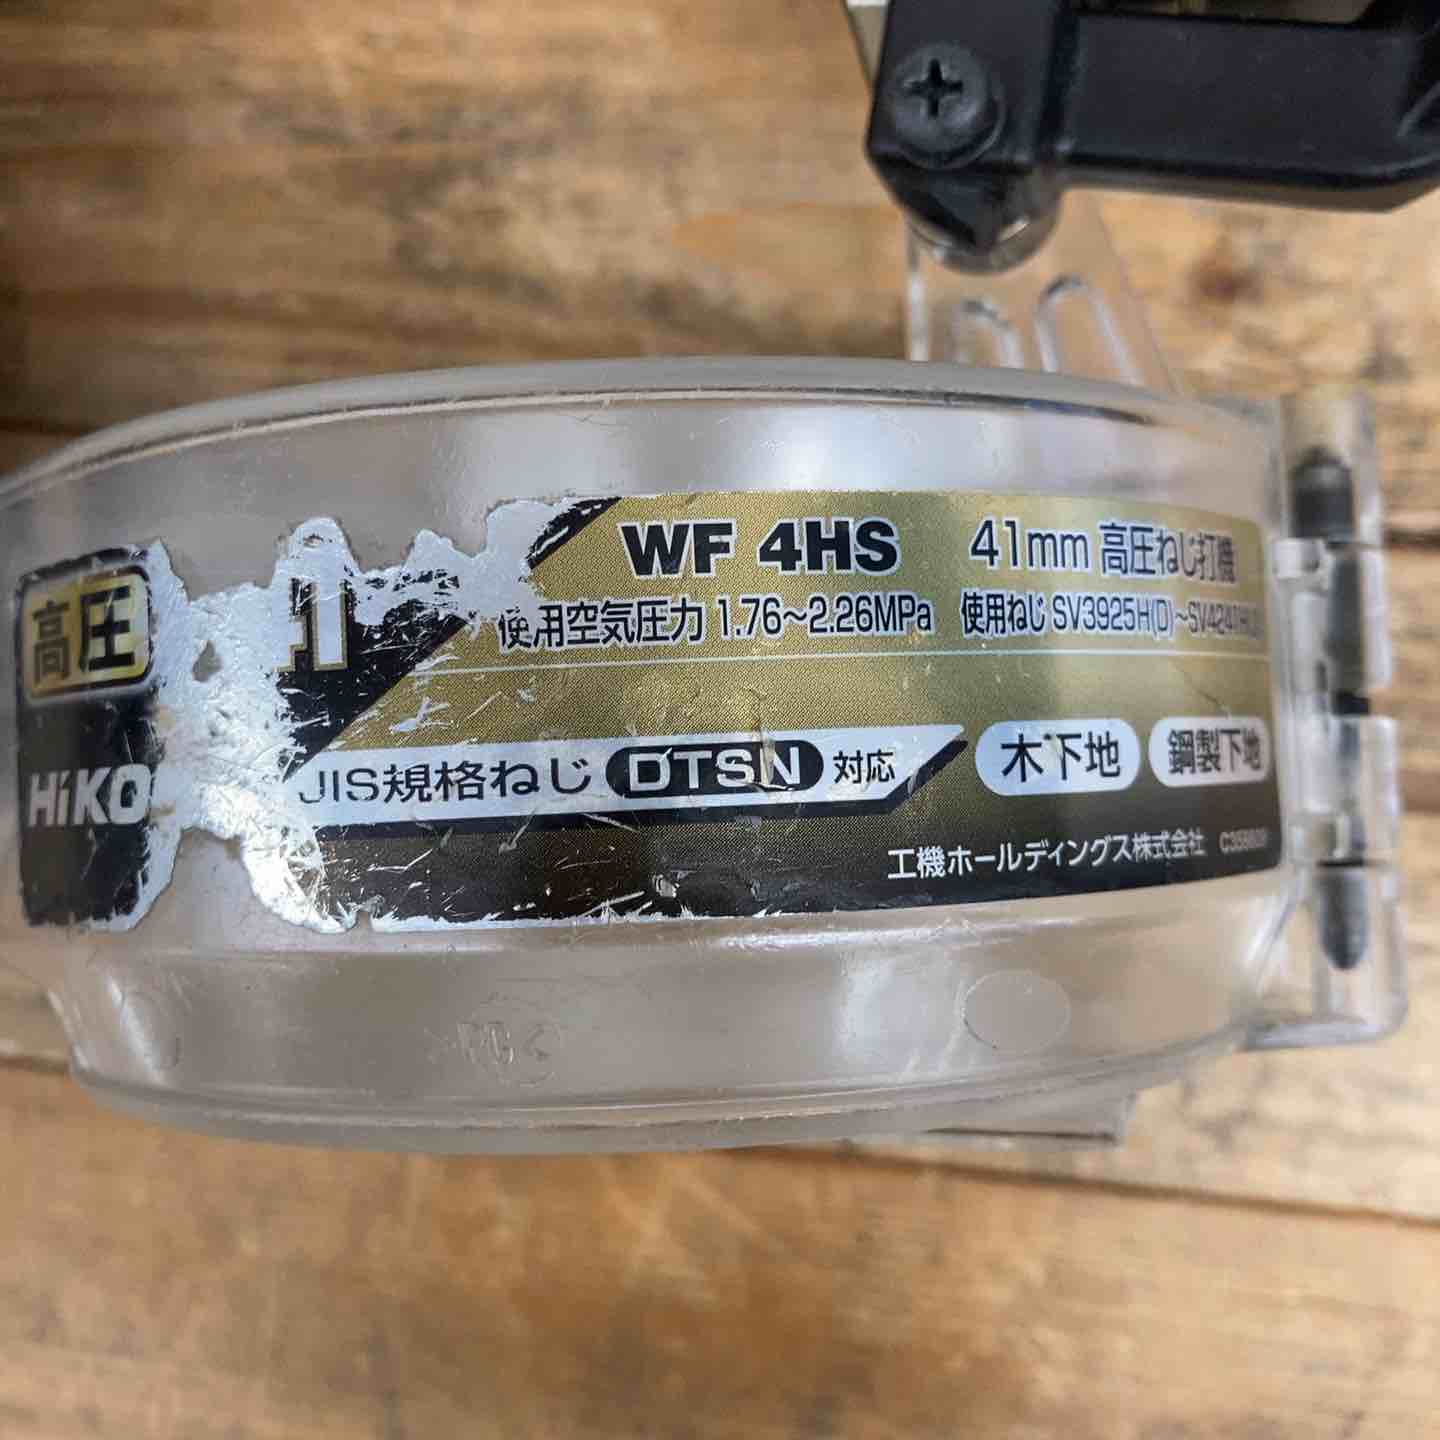 高圧
HiKO
41
WF 4HS 41mm 高圧ねじ打機
使用空気圧力 1.76〜2.26MPa 使用ねじ SV3925H(D)〜SV4241H(D)
JIS規格ねじ DTSN 対応 木下地 鋼製下地
工機ホールディングス株式会社